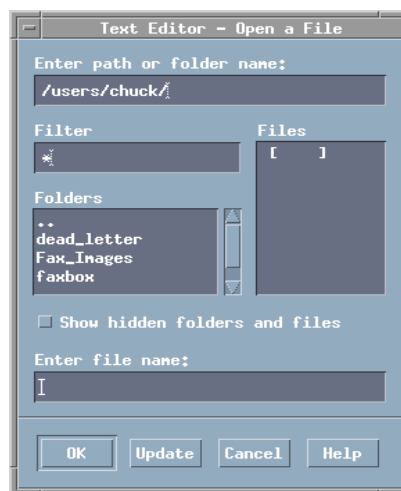 Text Editor - Open a File
Enter path or folder name:
/users/chuck/
Filter
*
Files
[ ]
Folders
..
dead_letter
Fax_Images
faxbox
Show hidden folders and files
Enter file name:
OK
Update
Cancel
Help